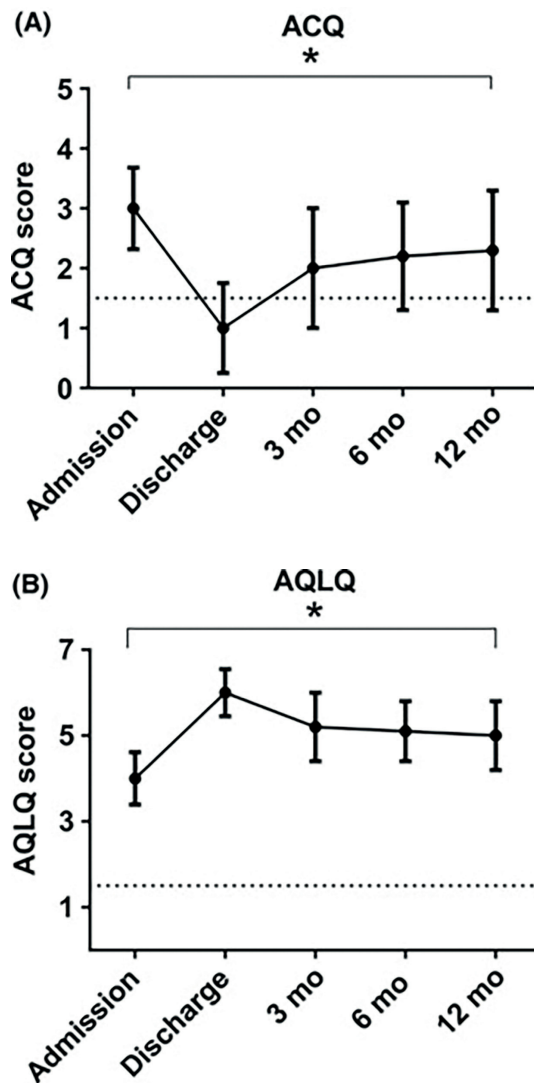 (A)
ACQ
*
5
4
3
2
1
0
ACQ score
Admission
Discharge
3 mo
6 mo
12 mo
(B)
AQLQ
*
7
5
3
1
AQLQ score
Admission
Discharge
3 mo
6 mo
12 mo